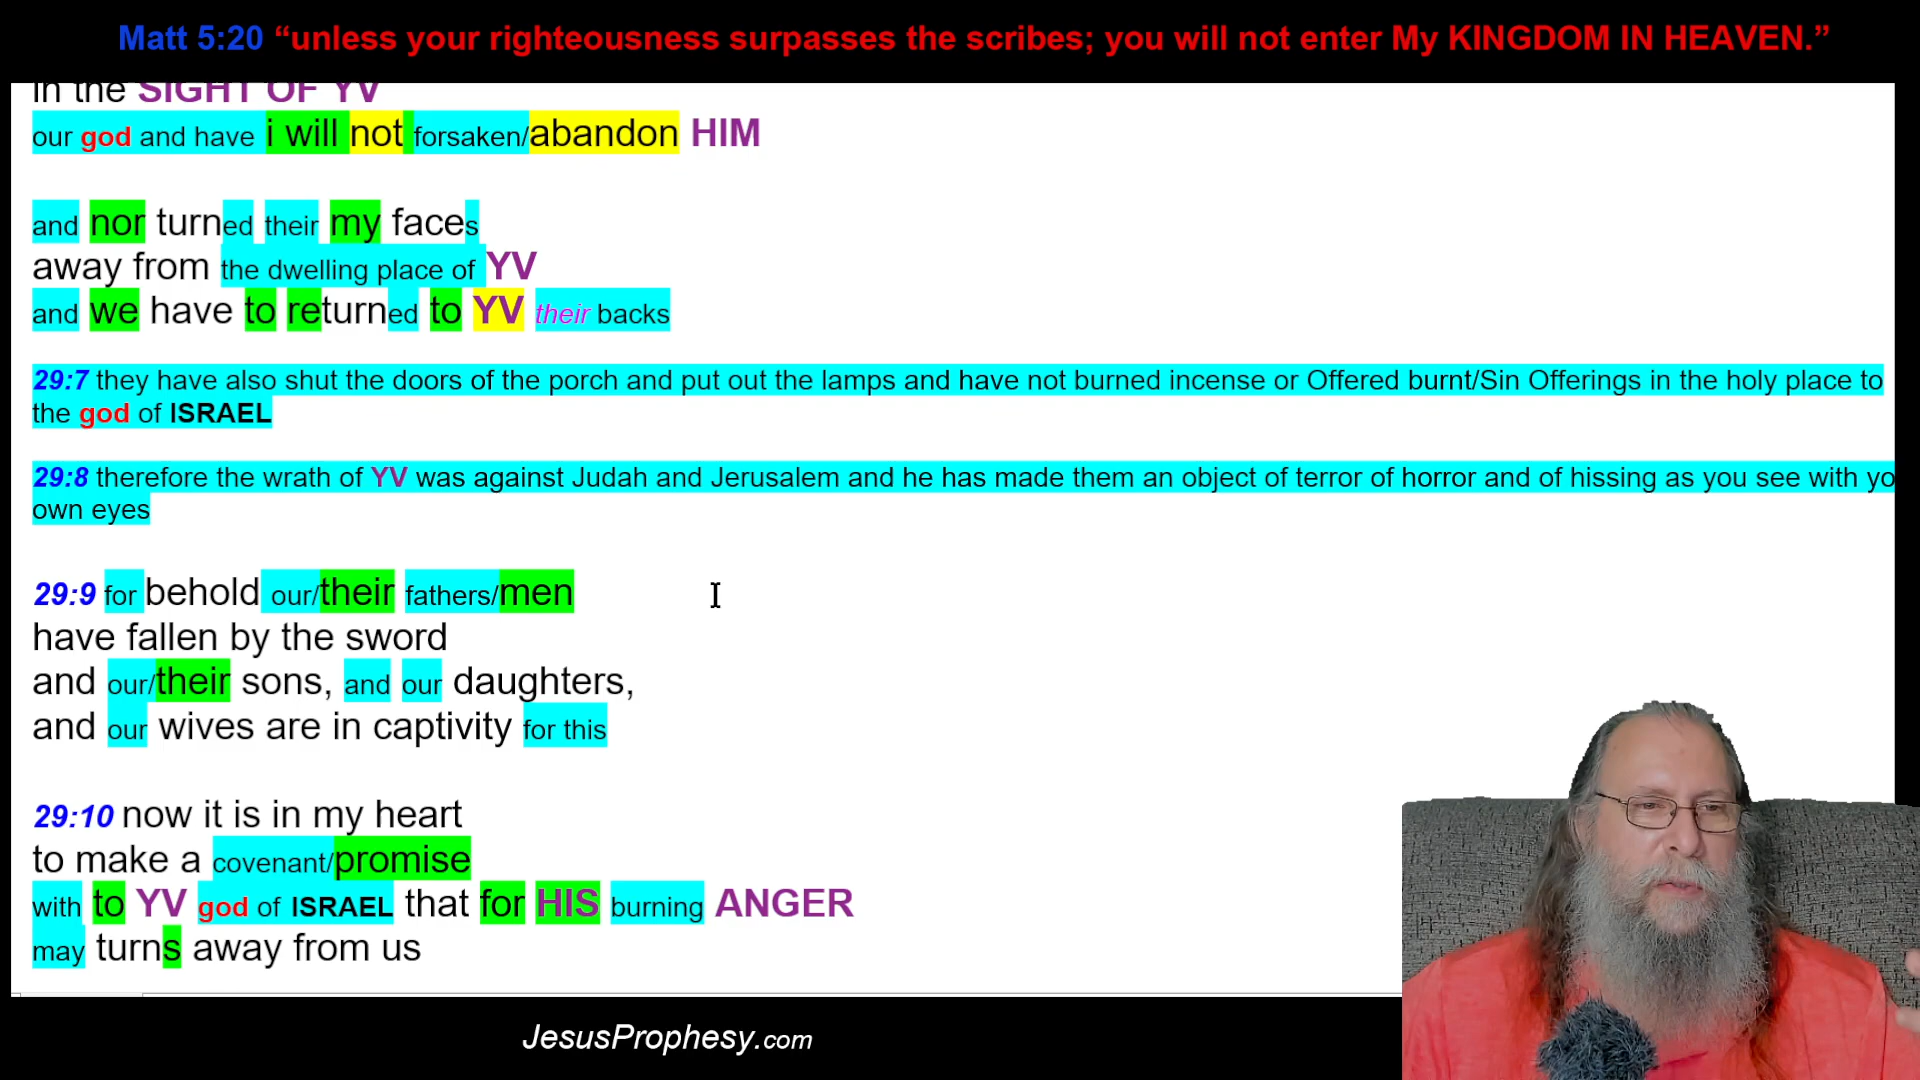 Matt 5:20 “unless your righteousness surpasses the scribes; you will not enter My KINGDOM IN HEAVEN.”
in the SIGHT OF YV
our god and have i will not forsaken/abandon HIM
and nor turned their my faces
away from the dwelling place of YV
and we have to returned to YV their backs
29:7 they have also shut the doors of the porch and put out the lamps and have not burned incense or Offered burnt/Sin Offerings in the holy place to
the god of ISRAEL
29:8 therefore the wrath of YV was against Judah and Jerusalem and he has made them an object of terror of horror and of hissing as you see with yo
own eyes
29:9 for behold our/their fathers/men
have fallen by the sword
and our/their sons, and our daughters,
and our wives are in captivity for this
29:10 now it is in my heart
to make a covenant/promise
with to YV god of ISRAEL that for HIS burning ANGER
may turns away from us
JesusProphesy.com